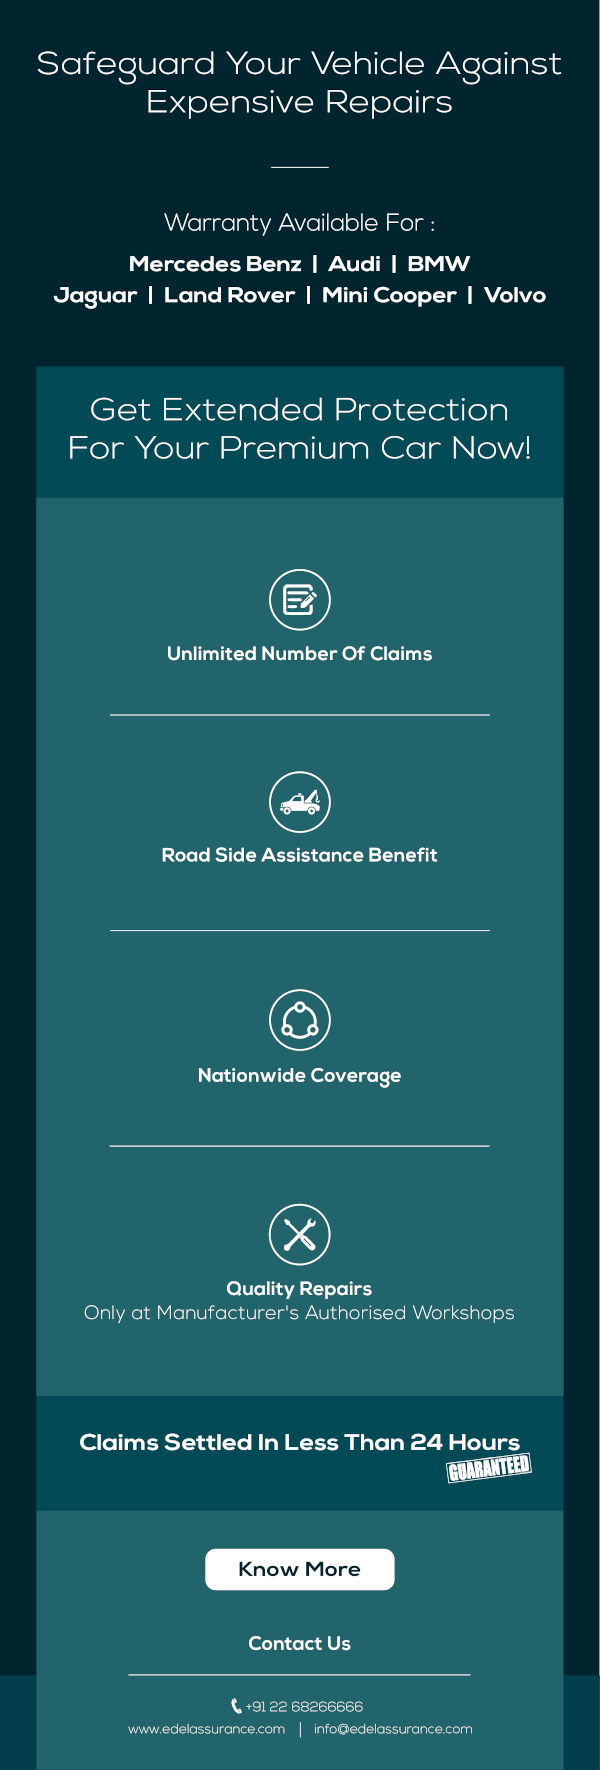 Safeguard Your Vehicle Against
Expensive Repairs
Warranty Available For :
Mercedes Benz | Audi | BMW
Jaguar | Land Rover | Mini Cooper | Volvo
Get Extended Protection
For Your Premium Car Now!
Unlimited Number Of Claims
Road Side Assistance Benefit
Nationwide Coverage
Quality Repairs
Only at Manufacturer's Authorised Workshops
Claims Settled In Less Than 24 Hours
GUARANTEED
Know More
Contact Us
+91 22 68266666
www.edelassurance.com | info@edelassurance.com